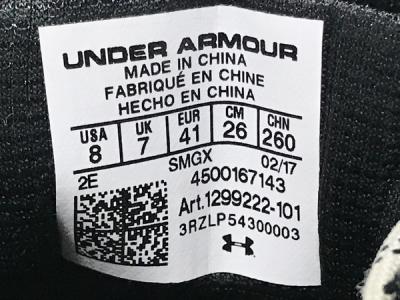 UNDER ARMOUR
MADE IN CHINA
FABRIQUÉ EN CHINE
HECHO EN CHINA
USA UK EUR CM CHN
8 7 41 26 260
SMGX 02/17
2E 4500167143
Art.1299222-101
3RZLP54300003